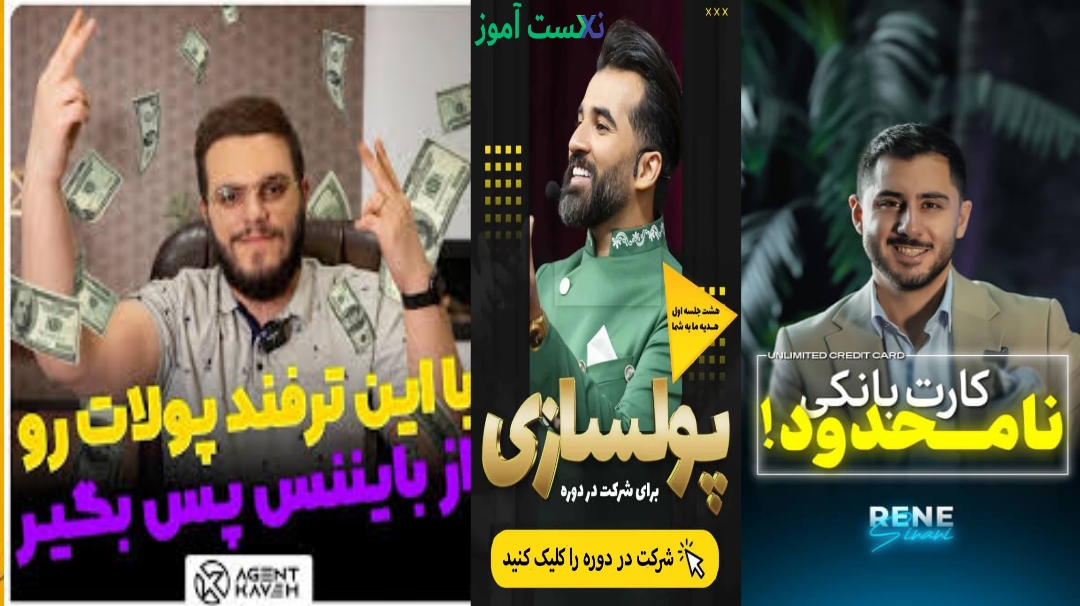 با این ترفند پولات رو
از بایننس پس بگیر
AGENT
KAVEH
نکست آموز
XXX
هشت جلسه اول
هدیه ما به شما
پولسازی
برای شرکت در دوره
شرکت در دوره را کلیک کنید
UNLIMITED CREDIT CARD
کارت بانکی
نامحدود!
RENE
Sinani